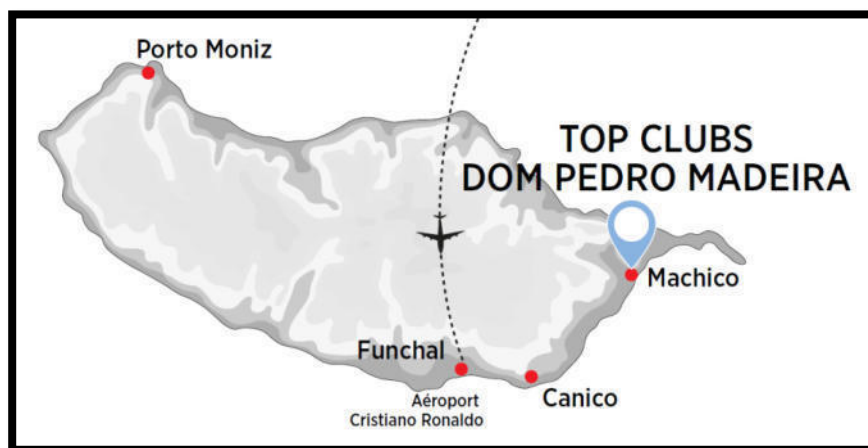 Porto Moniz
TOP CLUBS
DOM PEDRO MADEIRA
Machico
Funchal
Canico
Aéroport
Cristiano Ronaldo